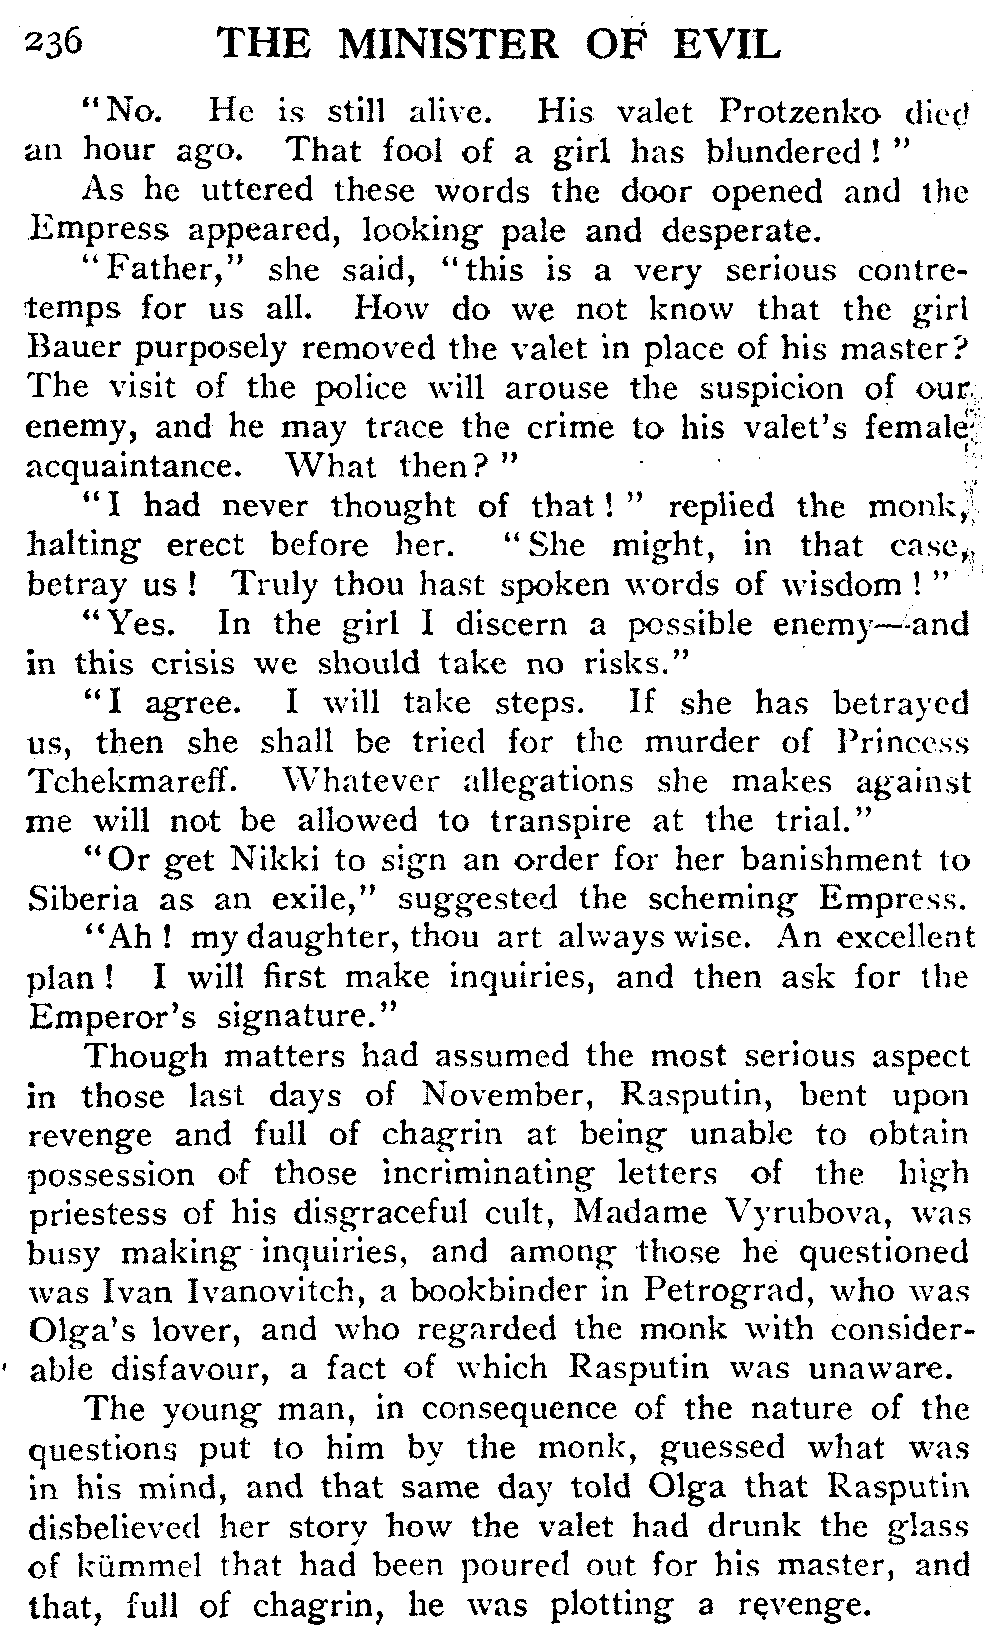 236 THE MINISTER OF EVIL
"No. He is still alive. His valet Protzenko died
an hour ago. That fool of a girl has blundered!"
As he uttered these words the door opened and the
Empress appeared, looking pale and desperate.
"Father," she said, "this is a very serious contre-
temps for us all. How do we not know that the girl
Bauer purposely removed the valet in place of his master?
The visit of the police will arouse the suspicion of our
enemy, and he may trace the crime to his valet's female
acquaintance. What then?"
"I had never thought of that!" replied the monk,
halting erect before her. "She might, in that case,
betray us! Truly thou hast spoken words of wisdom!"
"Yes. In the girl I discern a possible enemy—and
in this crisis we should take no risks."
"I agree. I will take steps. If she has betrayed
us, then she shall be tried for the murder of Princess
Tchekmareff. Whatever allegations she makes against
me will not be allowed to transpire at the trial."
"Or get Nikki to sign an order for her banishment to
Siberia as an exile," suggested the scheming Empress.
"Ah! my daughter, thou art always wise. An excellent
plan! I will first make inquiries, and then ask for the
Emperor's signature."
Though matters had assumed the most serious aspect
in those last days of November, Rasputin, bent upon
revenge and full of chagrin at being unable to obtain
possession of those incriminating letters of the high
priestess of his disgraceful cult, Madame Vyrubova, was
busy making inquiries, and among those he questioned
was Ivan Ivanovitch, a bookbinder in Petrograd, who was
Olga's lover, and who regarded the monk with consider-
able disfavour, a fact of which Rasputin was unaware.
The young man, in consequence of the nature of the
questions put to him by the monk, guessed what was
in his mind, and that same day told Olga that Rasputin
disbelieved her story how the valet had drunk the glass
of kümmel that had been poured out for his master, and
that, full of chagrin, he was plotting a revenge.